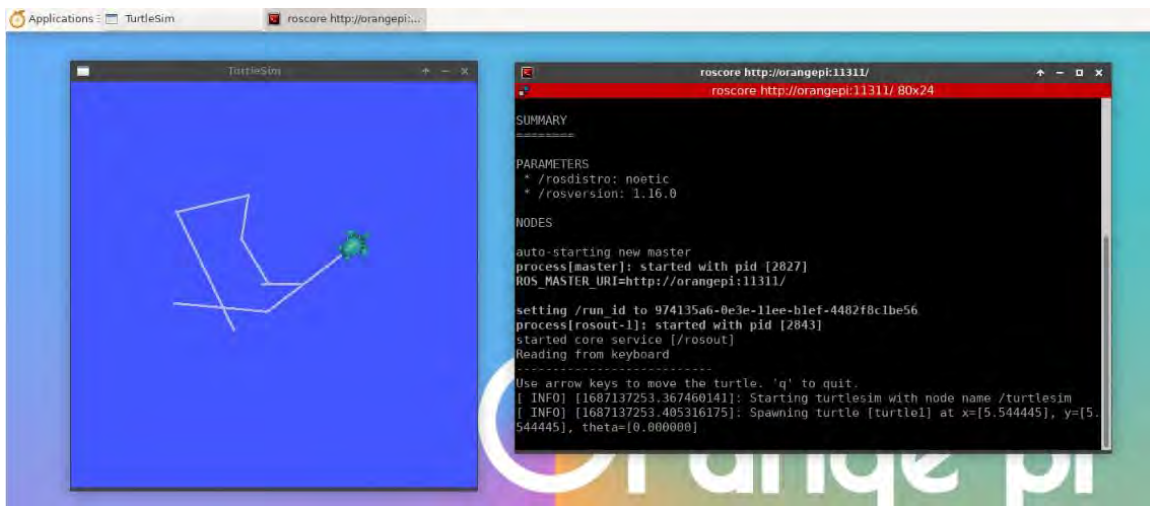 Applications
TurtleSim
roscore http://orangepi:...
TurtleSim
roscore http://orangepi:11311/
roscore http://orangepi:11311/ 80x24
SUMMARY
========
PARAMETERS
* /rosdistro: noetic
* /rosversion: 1.16.0
NODES
auto-starting new master
process[master]: started with pid [2827]
ROS_MASTER_URI=http://orangepi:11311/
setting /run_id to 974135a6-0e3e-11ee-b1ef-4482f8c1be56
process[rosout-1]: started with pid [2843]
started core service [/rosout]
Reading from keyboard
---------------------------
Use arrow keys to move the turtle. 'q' to quit.
[ INFO] [1687137253.367460141]: Starting turtlesim with node name /turtlesim
[ INFO] [1687137253.405316175]: Spawning turtle [turtle1] at x=[5.544445], y=[5.
544445], theta=[0.000000]
Orange pi